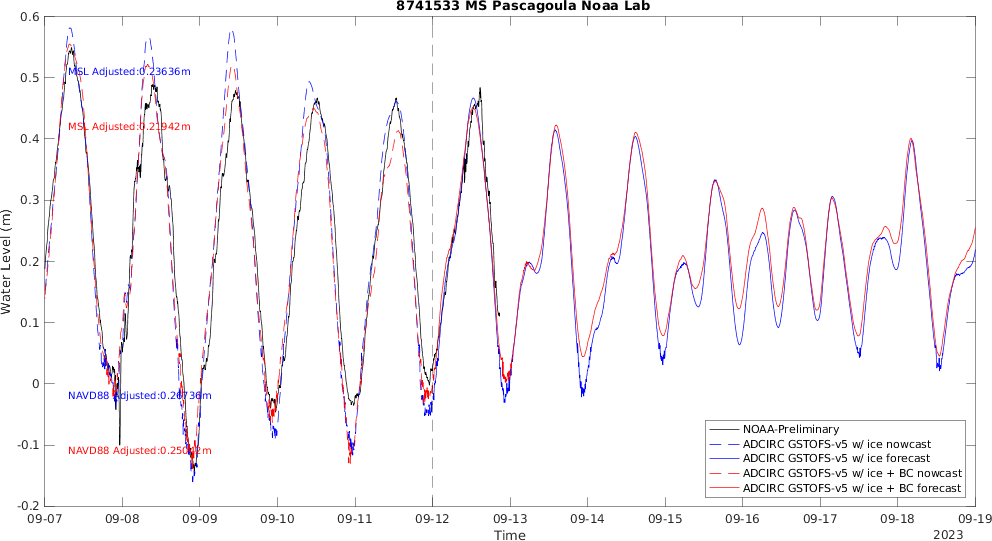 8741533 MS Pascagoula Noaa Lab
Water Level (m)
0.6
0.5
0.4
0.3
0.2
0.1
0
-0.1
-0.2
MSL Adjusted:0.23636m
MSL Adjusted:0.21942m
NAVD88 Adjusted:0.26736m
NAVD88 Adjusted:
NOAA-Preliminary
ADCIRC GSTOFS-v5 w/ ice nowcast
ADCIRC GSTOFS-v5 w/ ice forecast
ADCIRC GSTOFS-v5 w/ ice + BC nowcast
ADCIRC GSTOFS-v5 w/ ice + BC forecast
09-07 09-08 09-09 09-10 09-11 09-12 09-13 09-14 09-15 09-16 09-17 09-18 09-19
Time
2023